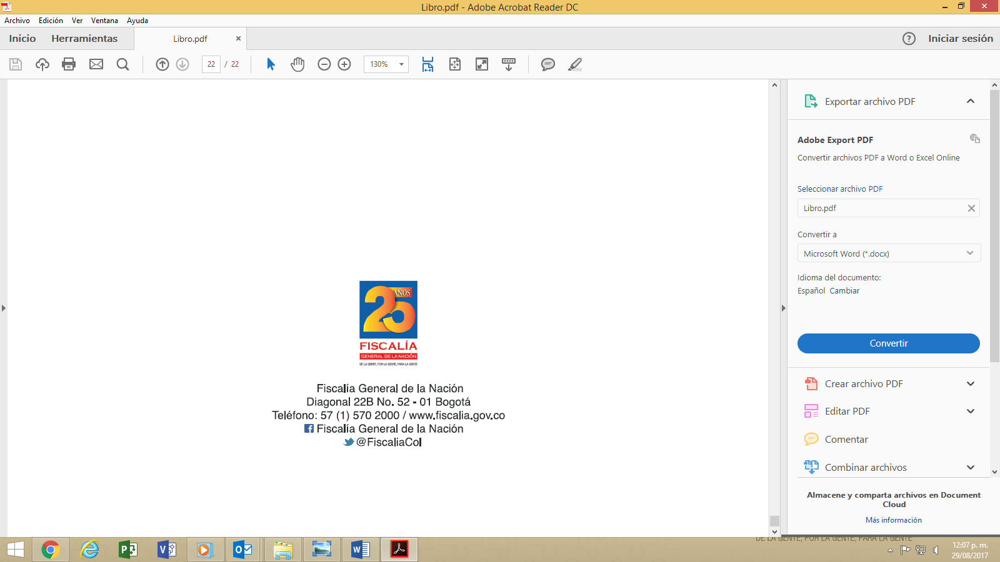 Libro.pdf - Adobe Acrobat Reader DC
Archivo Edición Ver Ventana Ayuda
Inicio Herramientas Libro.pdf Iniciar sesión
22 / 22 130%
Exportar archivo PDF
Adobe Export PDF
Convertir archivos PDF a Word o Excel Online
Seleccionar archivo PDF
Libro.pdf
Convertir a
Microsoft Word (*.docx)
Idioma del documento:
Español Cambiar
Convertir
Crear archivo PDF
Editar PDF
Comentar
Combinar archivos
Almacene y comparta archivos en Document
Cloud
Más información
25 AÑOS
FISCALÍA
GENERAL DE LA NACIÓN
DE LA GENTE, POR LA GENTE, PARA LA GENTE
Fiscalía General de la Nación
Diagonal 22B No. 52 - 01 Bogotá
Teléfono: 57 (1) 570 2000 / www.fiscalia.gov.co
Fiscalía General de la Nación
@FiscaliaCol
DE LA GENTE, POR LA GENTE, PARA LA GENTE
12:07 p. m.
29/08/2017